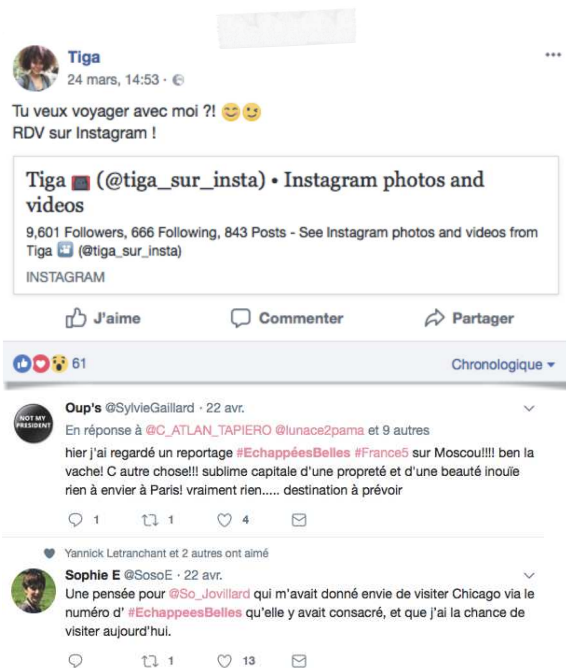 Tiga
24 mars, 14:53 ·
Tu veux voyager avec moi ?! 😊😉
RDV sur Instagram !
Tiga 📷 (@tiga_sur_insta) • Instagram photos and
videos
9,601 Followers, 666 Following, 843 Posts - See Instagram photos and videos from
Tiga 🎦 (@tiga_sur_insta)
INSTAGRAM
J'aime
Commenter
Partager
61
Chronologique
NOT MY
PRESIDENT
Oup's @SylvieGaillard · 22 avr.
En réponse à @C_ATLAN_TAPIERO @lunace2pama et 9 autres
hier j'ai regardé un reportage #EchappéesBelles #France5 sur Moscou!!!! ben la
vache! C autre chose!!! sublime capitale d'une propreté et d'une beauté inouïe
rien à envier à Paris! vraiment rien..... destination à prévoir
1 1 4
Yannick Letranchant et 2 autres ont aimé
Sophie E @SosoE · 22 avr.
Une pensée pour @So_Jovillard qui m'avait donné envie de visiter Chicago via le
numéro d' #EchappeesBelles qu'elle y avait consacré, et que j'ai la chance de
visiter aujourd'hui.
1 13